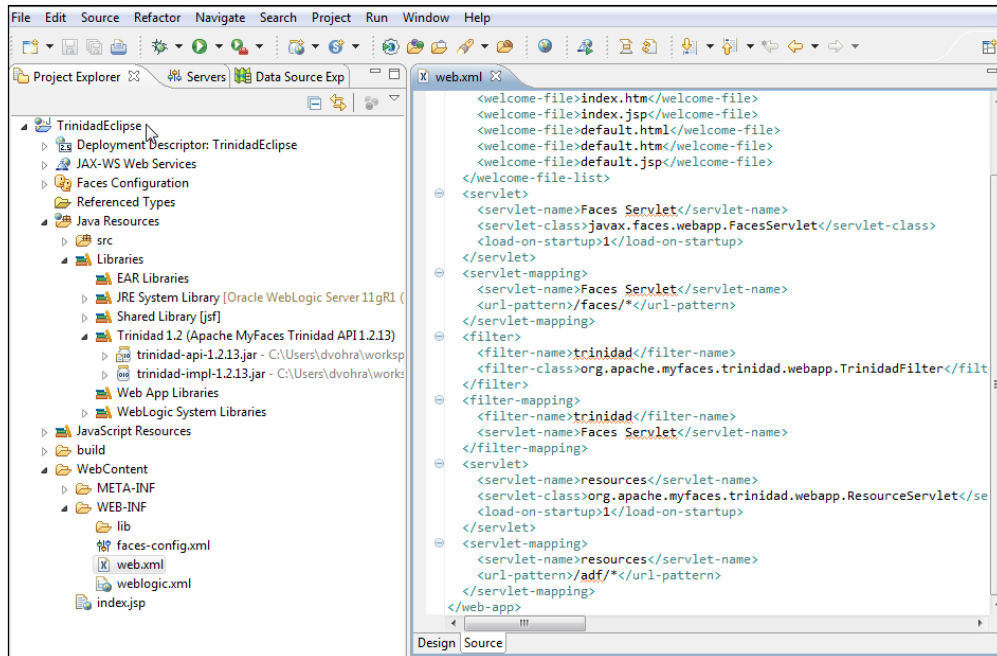 File Edit Source Refactor Navigate Search Project Run Window Help
Project Explorer Servers Data Source Exp
TrinidadEclipse
Deployment Descriptor: TrinidadEclipse
JAX-WS Web Services
Faces Configuration
Referenced Types
Java Resources
src
Libraries
EAR Libraries
JRE System Library [Oracle WebLogic Server 11gR1 (
Shared Library [jsf]
Trinidad 1.2 (Apache MyFaces Trinidad API 1.2.13)
trinidad-api-1.2.13.jar - C:\Users\dvohra\worksp
trinidad-impl-1.2.13.jar - C:\Users\dvohra\works
Web App Libraries
WebLogic System Libraries
JavaScript Resources
build
WebContent
META-INF
WEB-INF
lib
faces-config.xml
web.xml
weblogic.xml
index.jsp
web.xml
<welcome-file>index.htm</welcome-file>
<welcome-file>index.jsp</welcome-file>
<welcome-file>default.html</welcome-file>
<welcome-file>default.htm</welcome-file>
<welcome-file>default.jsp</welcome-file>
</welcome-file-list>
<servlet>
<servlet-name>Faces Servlet</servlet-name>
<servlet-class>javax.faces.webapp.FacesServlet</servlet-class>
<load-on-startup>1</load-on-startup>
</servlet>
<servlet-mapping>
<servlet-name>Faces Servlet</servlet-name>
<url-pattern>/faces/*</url-pattern>
</servlet-mapping>
<filter>
<filter-name>trinidad</filter-name>
<filter-class>org.apache.myfaces.trinidad.webapp.TrinidadFilter</filt
</filter>
<filter-mapping>
<filter-name>trinidad</filter-name>
<servlet-name>Faces Servlet</servlet-name>
</filter-mapping>
<servlet>
<servlet-name>resources</servlet-name>
<servlet-class>org.apache.myfaces.trinidad.webapp.ResourceServlet</se
<load-on-startup>1</load-on-startup>
</servlet>
<servlet-mapping>
<servlet-name>resources</servlet-name>
<url-pattern>/adf/*</url-pattern>
</servlet-mapping>
</web-app>
Design Source